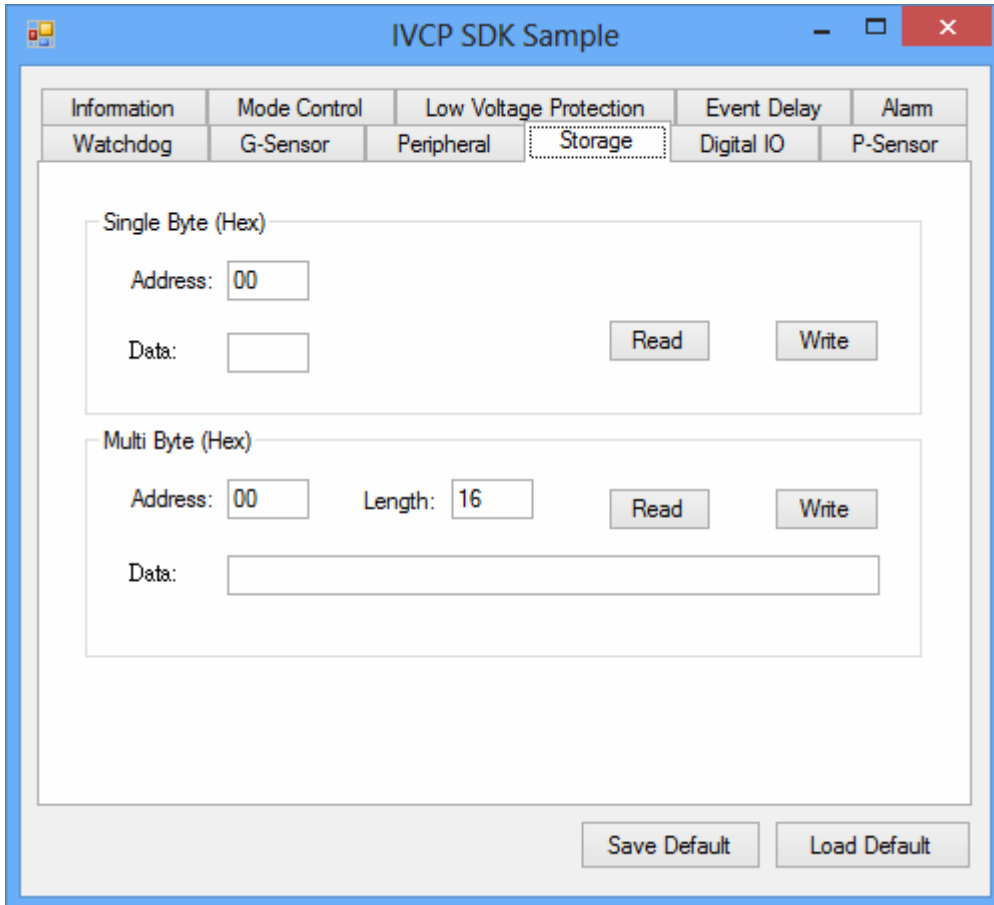 IVCP SDK Sample
Information Mode Control Low Voltage Protection Event Delay Alarm
Watchdog G-Sensor Peripheral Storage Digital IO P-Sensor
Single Byte (Hex)
Address: 00
Data: Read Write
Multi Byte (Hex)
Address: 00 Length: 16 Read Write
Data:
Save Default Load Default